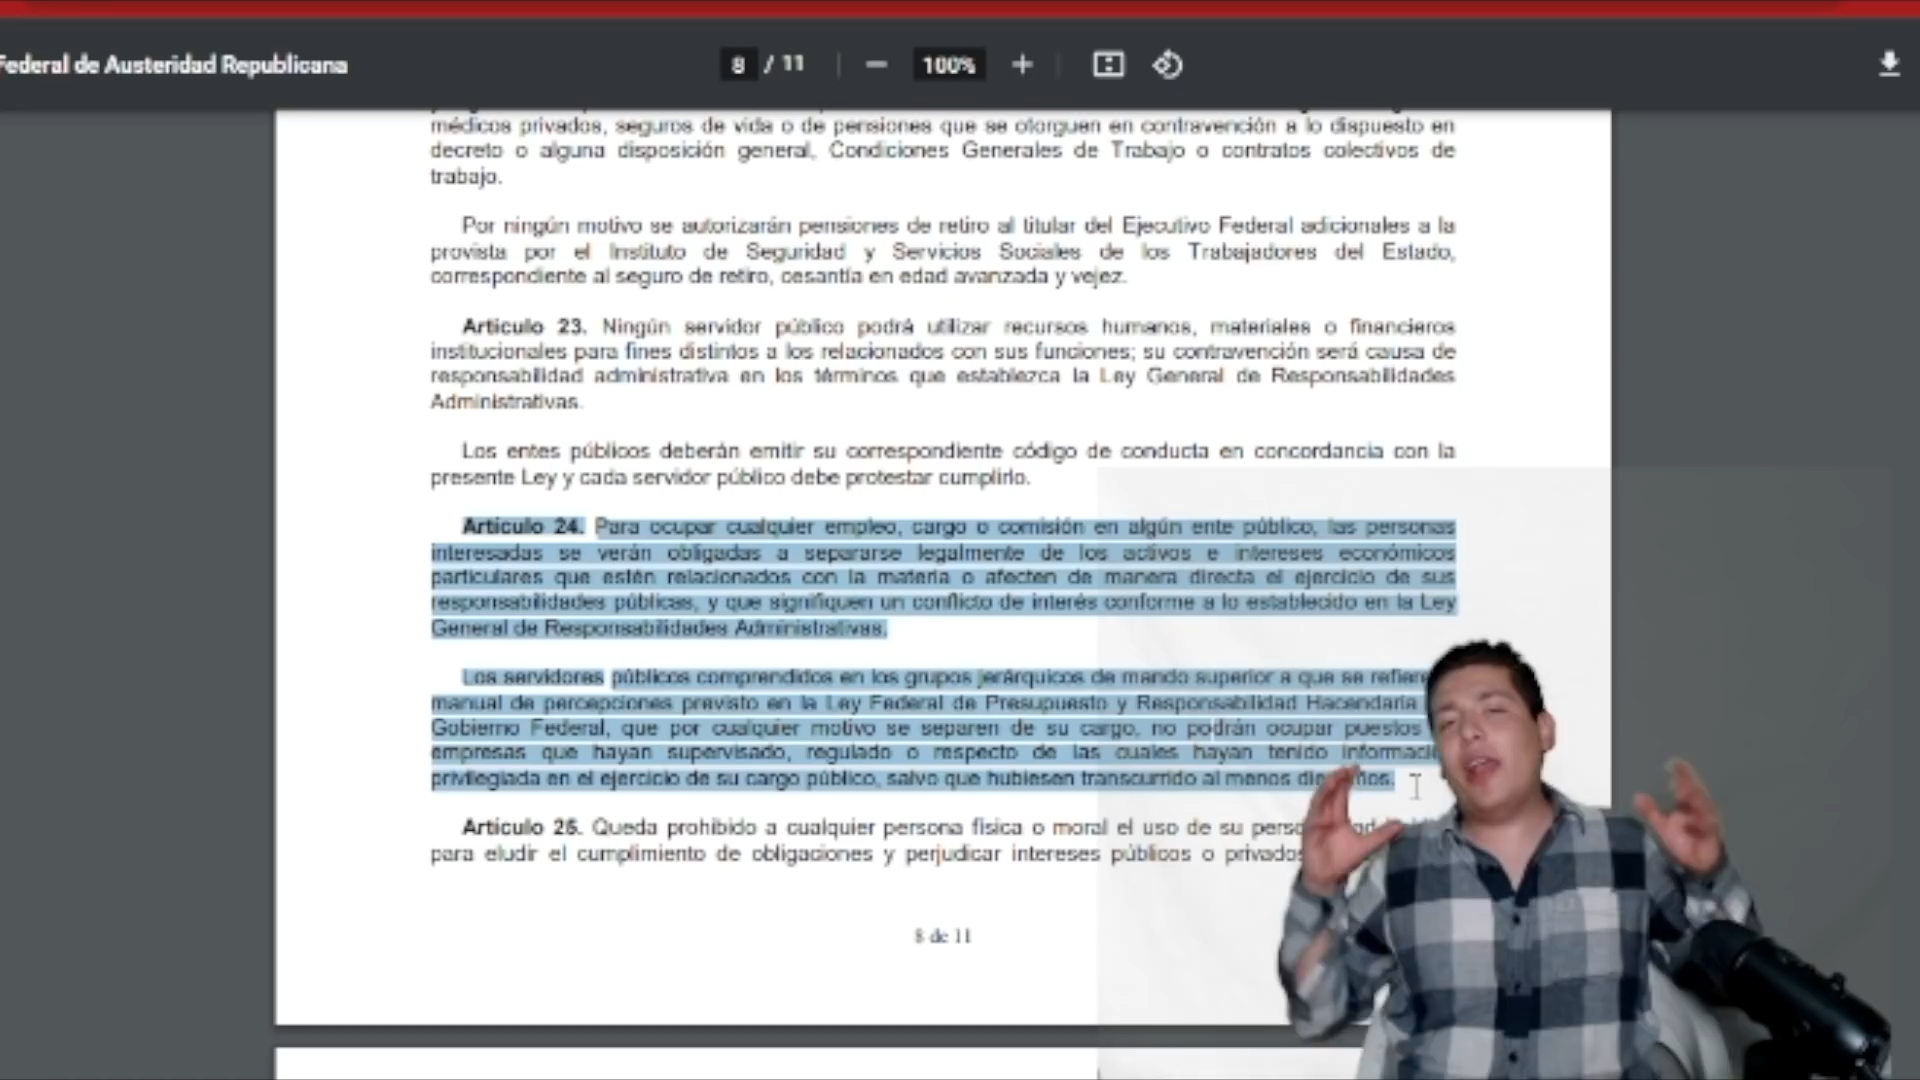 Federal de Austeridad Republicana
8 / 11
100%
médicos privados, seguros de vida o de pensiones que se otorguen en contravención a lo dispuesto en
decreto o alguna disposición general, Condiciones Generales de Trabajo o contratos colectivos de
trabajo.
Por ningún motivo se autorizarán pensiones de retiro al titular del Ejecutivo Federal adicionales a la
provista por el Instituto de Seguridad y Servicios Sociales de los Trabajadores del Estado,
correspondiente al seguro de retiro, cesantía en edad avanzada y vejez.
Artículo 23. Ningún servidor público podrá utilizar recursos humanos, materiales o financieros
institucionales para fines distintos a los relacionados con sus funciones; su contravención será causa de
responsabilidad administrativa en los términos que establezca la Ley General de Responsabilidades
Administrativas.
Los entes públicos deberán emitir su correspondiente código de conducta en concordancia con la
presente Ley y cada servidor público debe protestar cumplirlo.
Artículo 24. Para ocupar cualquier empleo, cargo o comisión en algún ente público, las personas
interesadas se verán obligadas a separarse legalmente de los activos e intereses económicos
particulares que estén relacionados con la materia o afecten de manera directa el ejercicio de sus
responsabilidades públicas, y que signifiquen un conflicto de interés conforme a lo establecido en la Ley
General de Responsabilidades Administrativas.
Los servidores públicos comprendidos en los grupos jerárquicos de mando superior a que se refiere
manual de percepciones previsto en la Ley Federal de Presupuesto y Responsabilidad Hacendaria
Gobierno Federal, que por cualquier motivo se separen de su cargo, no podrán ocupar puestos
empresas que hayan supervisado, regulado o respecto de las cuales hayan tenido informaci
privilegiada en el ejercicio de su cargo público, salvo que hubiesen transcurrido al menos die años.
Artículo 25. Queda prohibido a cualquier persona física o moral el uso de su perso
para eludir el cumplimiento de obligaciones y perjudicar intereses públicos o privados
8 de 11